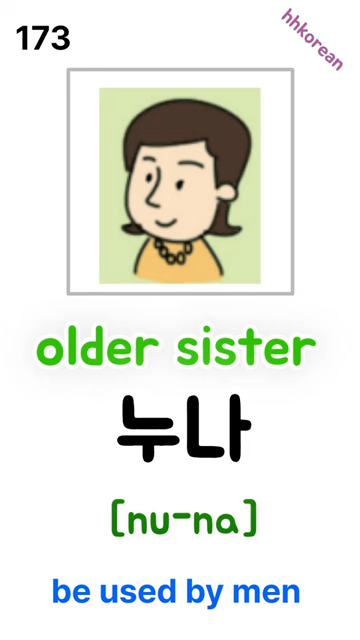 173
hhkorean
older sister
누나
[nu-na]
be used by men